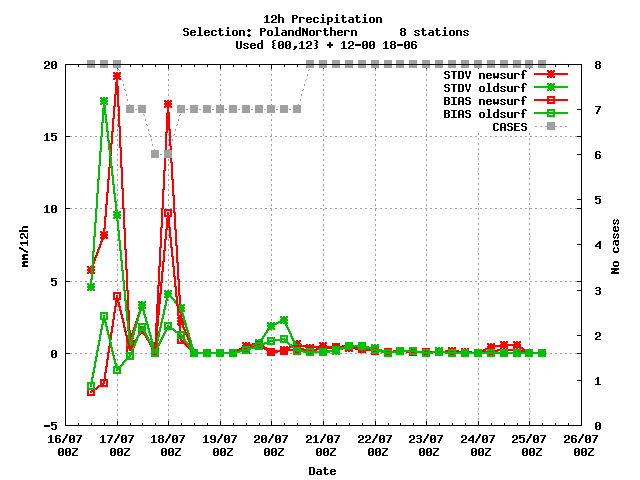 12h Precipitation
Selection: PolandNorthern 8 stations
Used {00,12} + 12-00 18-06
STDV newsurf
STDV oldsurf
BIAS newsurf
BIAS oldsurf
CASES
20
15
10
5
0
-5
mm/12h
8
7
6
5
4
3
2
1
0
No cases
16/07 17/07 18/07 19/07 20/07 21/07 22/07 23/07 24/07 25/07 26/07
00Z 00Z 00Z 00Z 00Z 00Z 00Z 00Z 00Z 00Z 00Z
Date